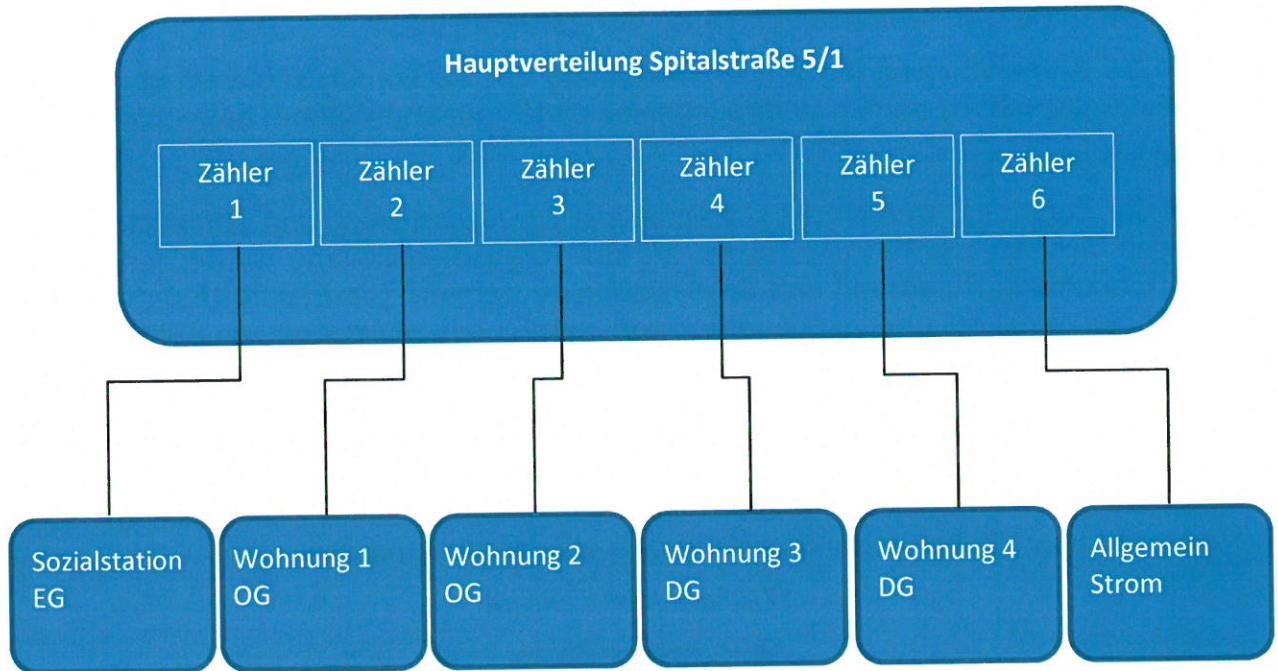 Hauptverteilung Spitalstraße 5/1
Zähler
1
Zähler
2
Zähler
3
Zähler
4
Zähler
5
Zähler
6
Sozialstation
EG
Wohnung 1
OG
Wohnung 2
OG
Wohnung 3
DG
Wohnung 4
DG
Allgemein
Strom